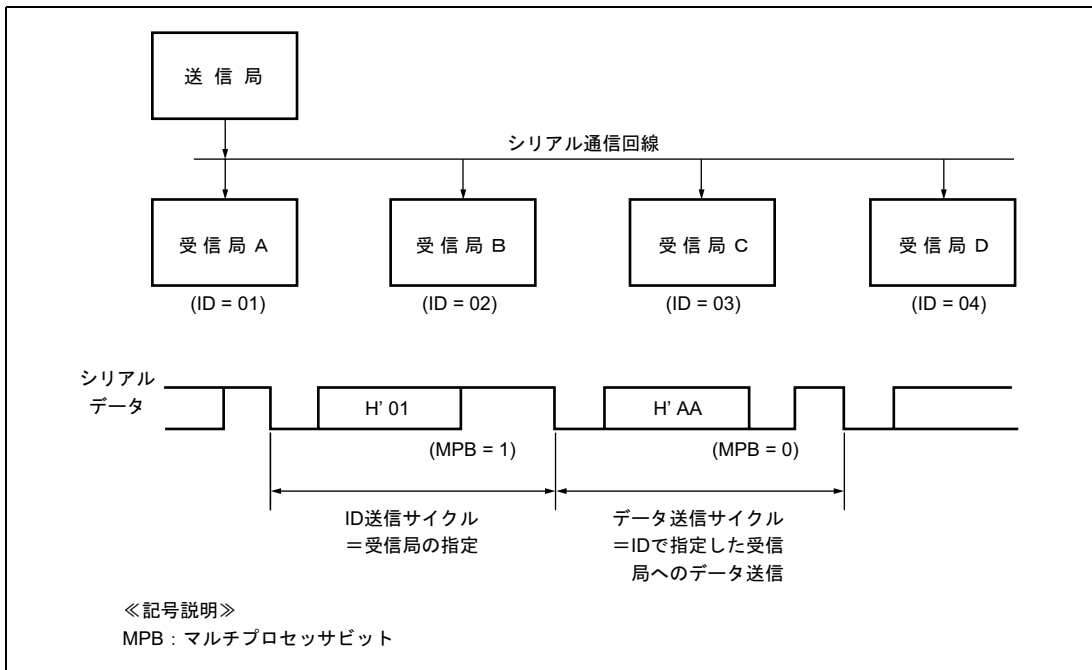 送 信 局
シリアル通信回線
受 信 局 A
受 信 局 B
受 信 局 C
受 信 局 D
(ID = 01)
(ID = 02)
(ID = 03)
(ID = 04)
シリアル
データ
H' 01
H' AA
(MPB = 1)
(MPB = 0)
ID送信サイクル
＝受信局の指定
データ送信サイクル
＝IDで指定した受信
局へのデータ送信
≪記号説明≫
MPB：マルチプロセッサビット